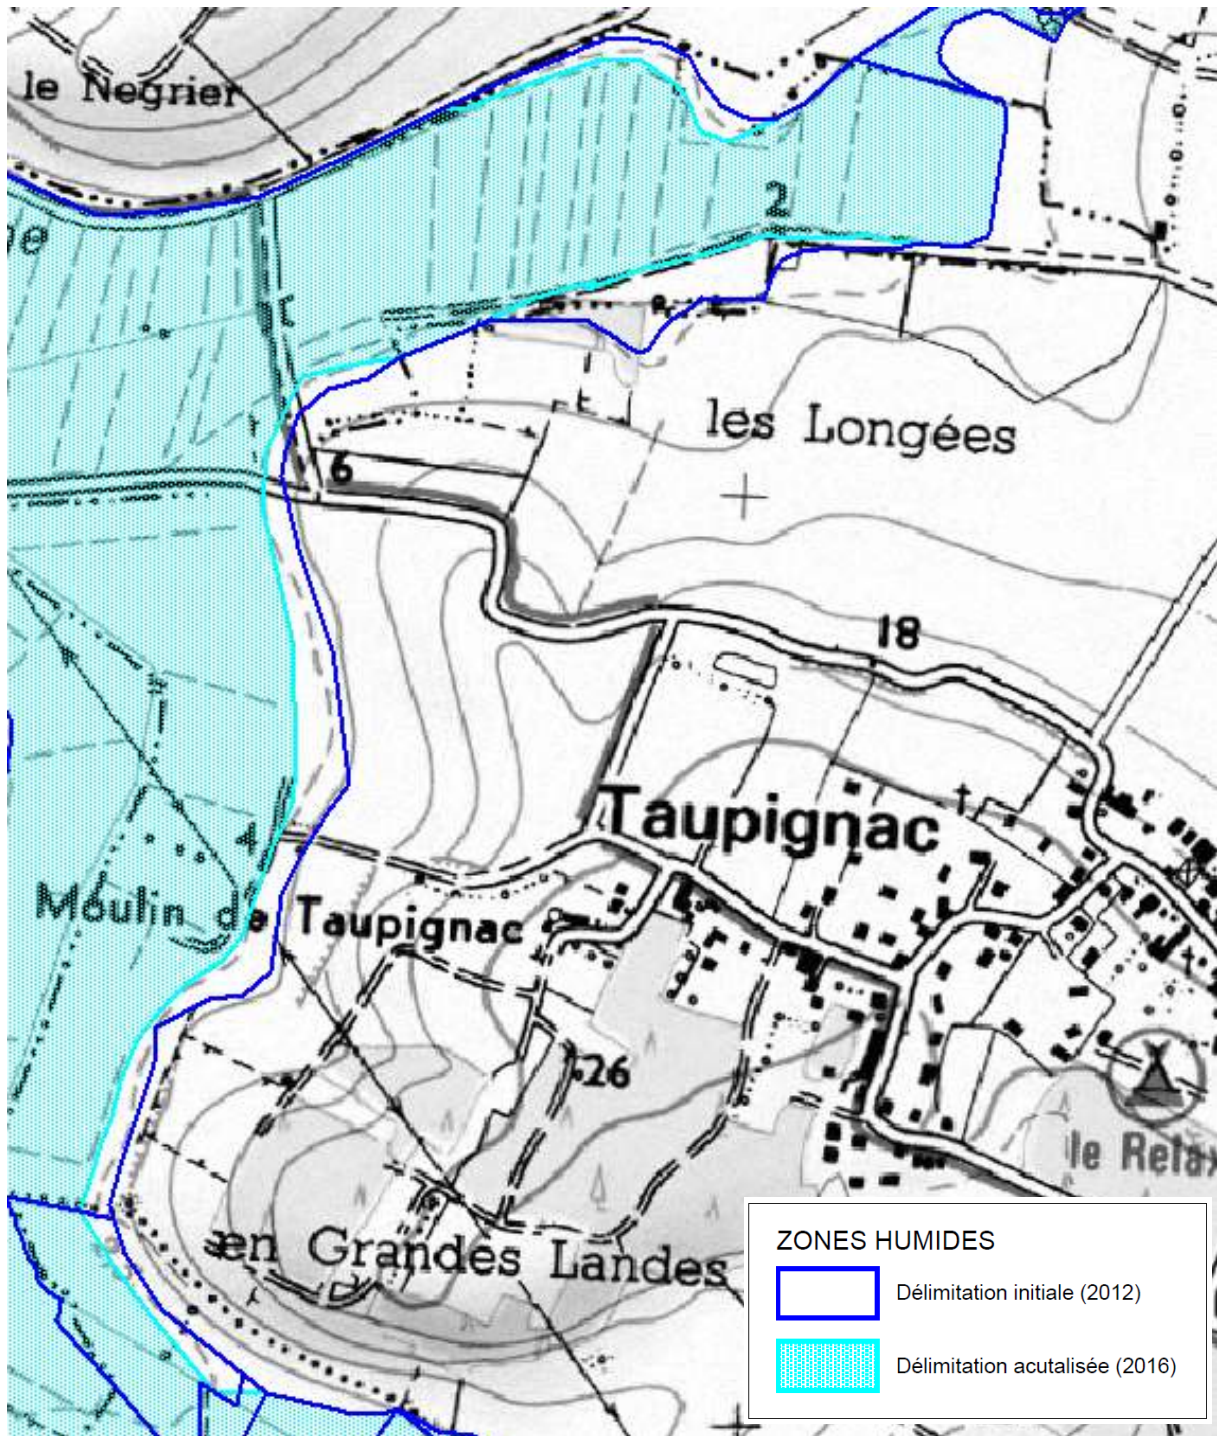 le Negrier
2
les Longées
6
18
Taupignac
4
Moulin de Taupignac
26
le Relax
en Grandes Landes
ZONES HUMIDES
Délimitation initiale (2012)
Délimitation acutalisée (2016)